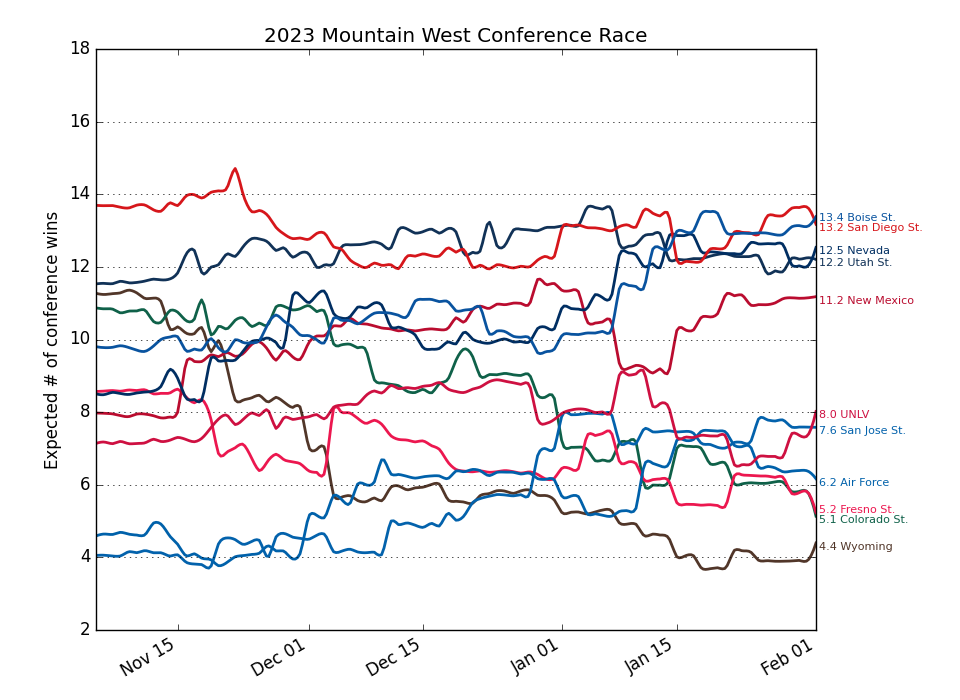 2023 Mountain West Conference Race
Expected # of conference wins
18
16
14
12
10
8
6
4
2
Nov 15
Dec 01
Dec 15
Jan 01
Jan 15
Feb 01
13.4 Boise St.
13.2 San Diego St.
12.5 Nevada
12.2 Utah St.
11.2 New Mexico
8.0 UNLV
7.6 San Jose St.
6.2 Air Force
5.2 Fresno St.
5.1 Colorado St.
4.4 Wyoming